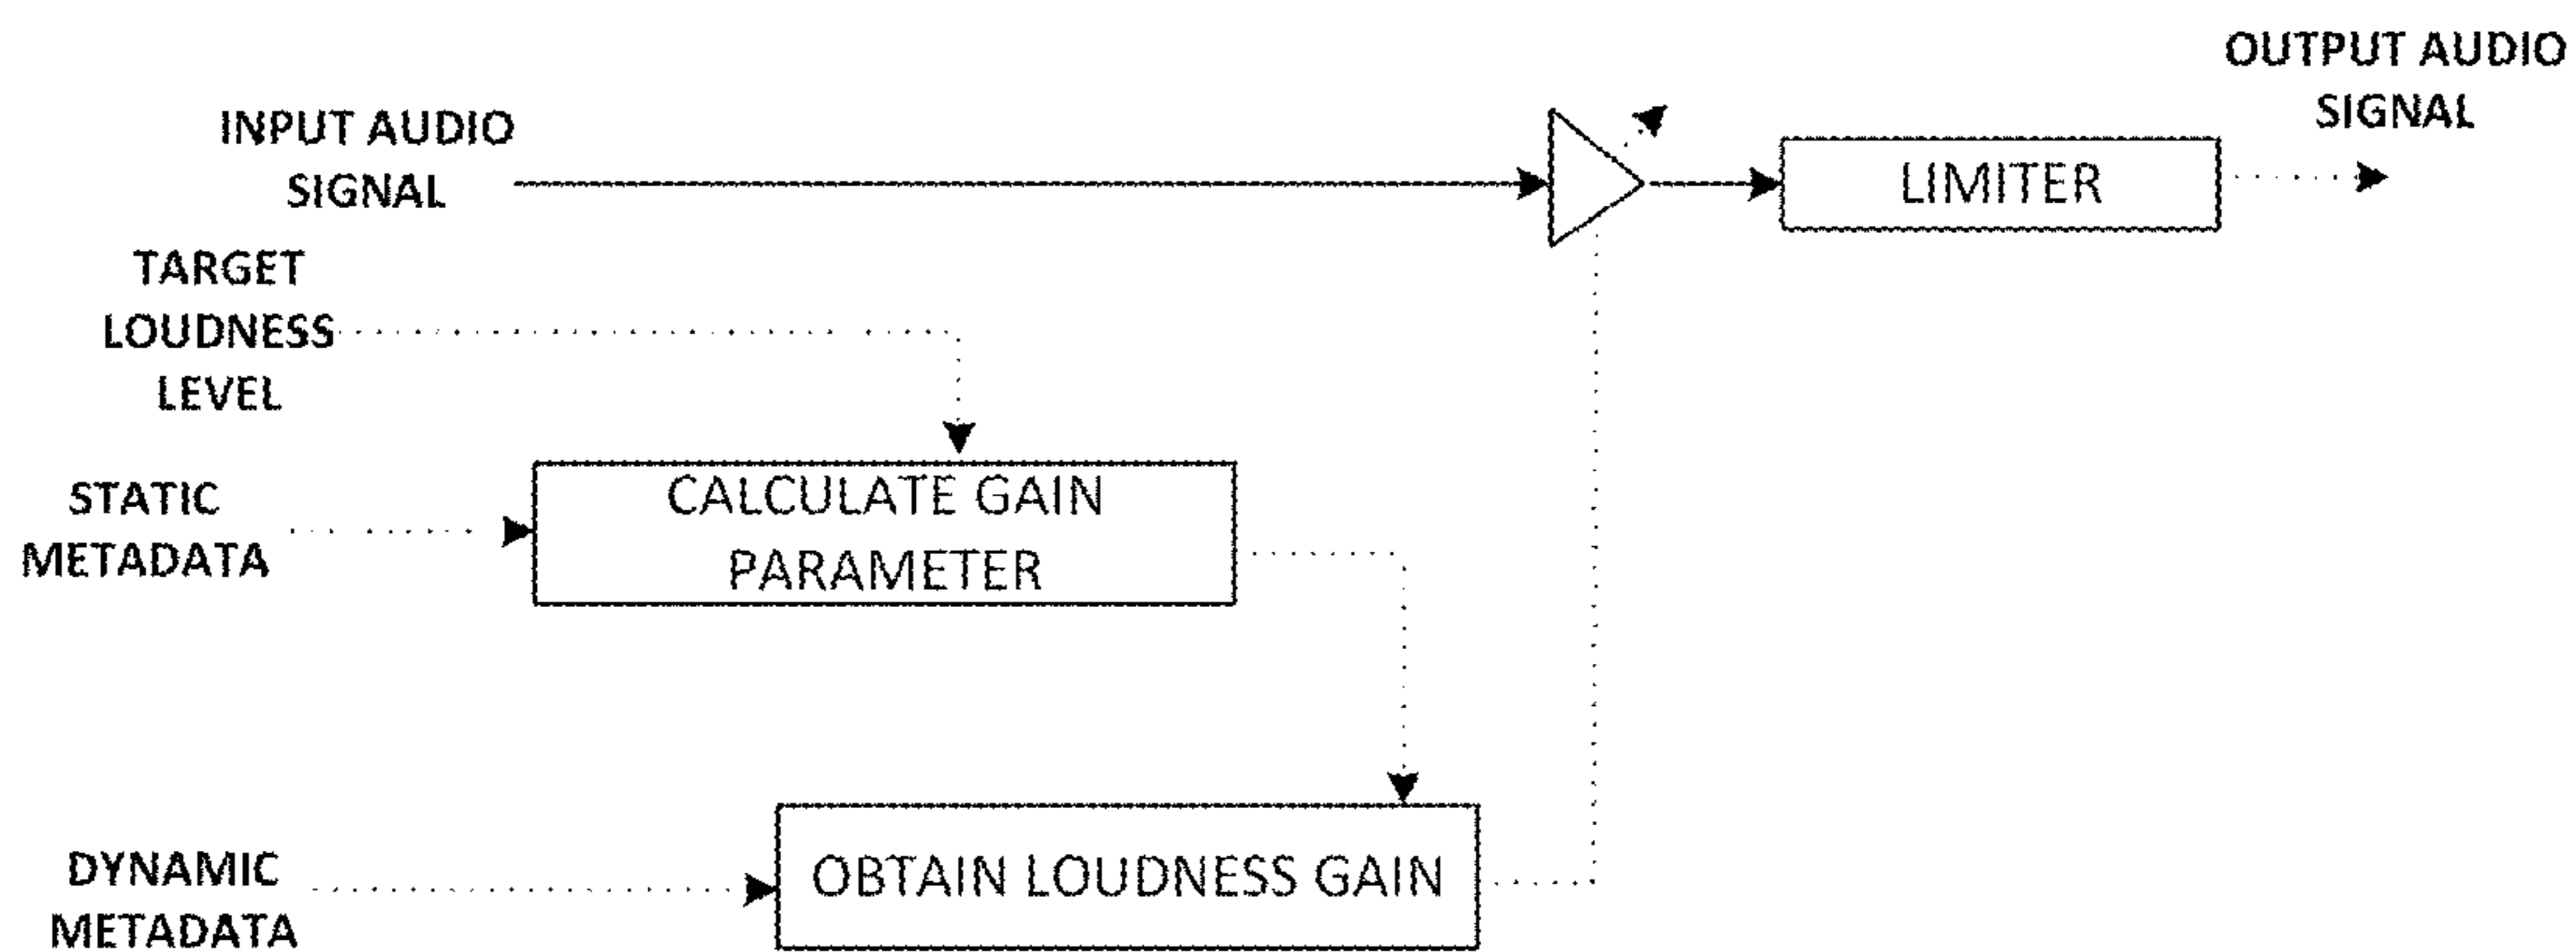 OUTPUT AUDIO
SIGNAL
INPUT AUDIO
SIGNAL
LIMITER
TARGET
LOUDNESS
LEVEL
STATIC
METADATA
CALCULATE GAIN
PARAMETER
DYNAMIC
METADATA
OBTAIN LOUDNESS GAIN